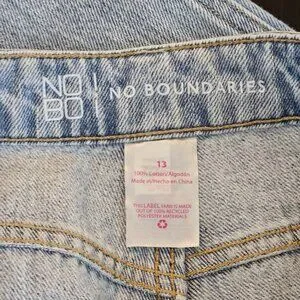 NO
BO
NO BOUNDARIES
13
100% Cotton/Algodón
Made in/Hecho en China
THIS LABEL YARN IS MADE
OUT OF 100% RECYCLED
POLYESTER MATERIALS